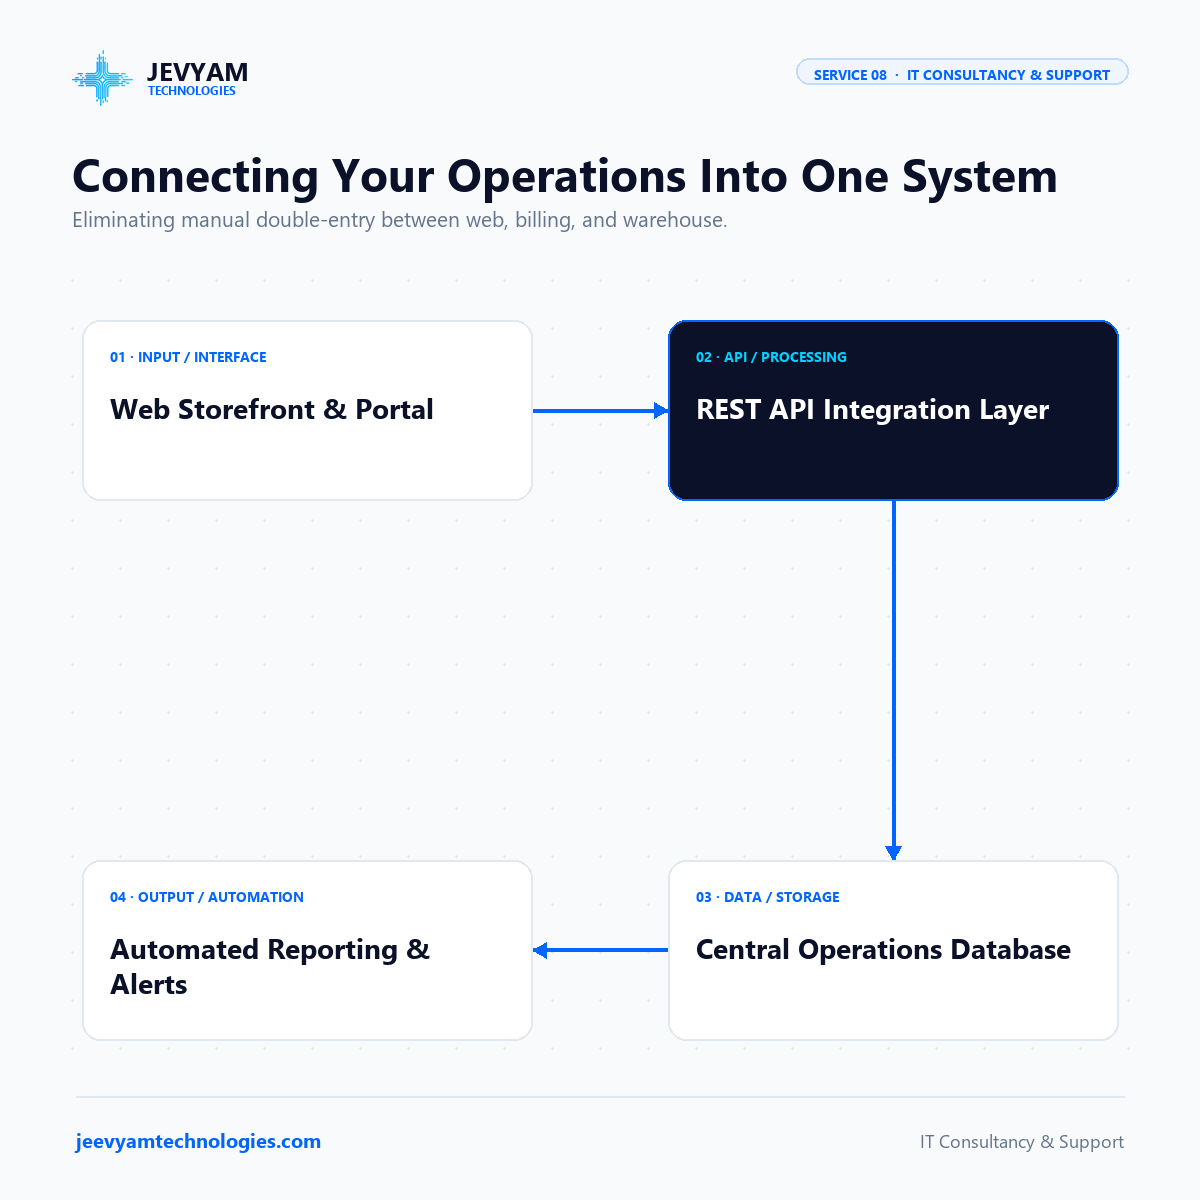 JEVYAM
TECHNOLOGIES
SERVICE 08 · IT CONSULTANCY & SUPPORT
Connecting Your Operations Into One System
Eliminating manual double-entry between web, billing, and warehouse.
01 · INPUT / INTERFACE
Web Storefront & Portal
02 · API / PROCESSING
REST API Integration Layer
04 · OUTPUT / AUTOMATION
Automated Reporting &
Alerts
03 · DATA / STORAGE
Central Operations Database
jeevyamtechnologies.com
IT Consultancy & Support